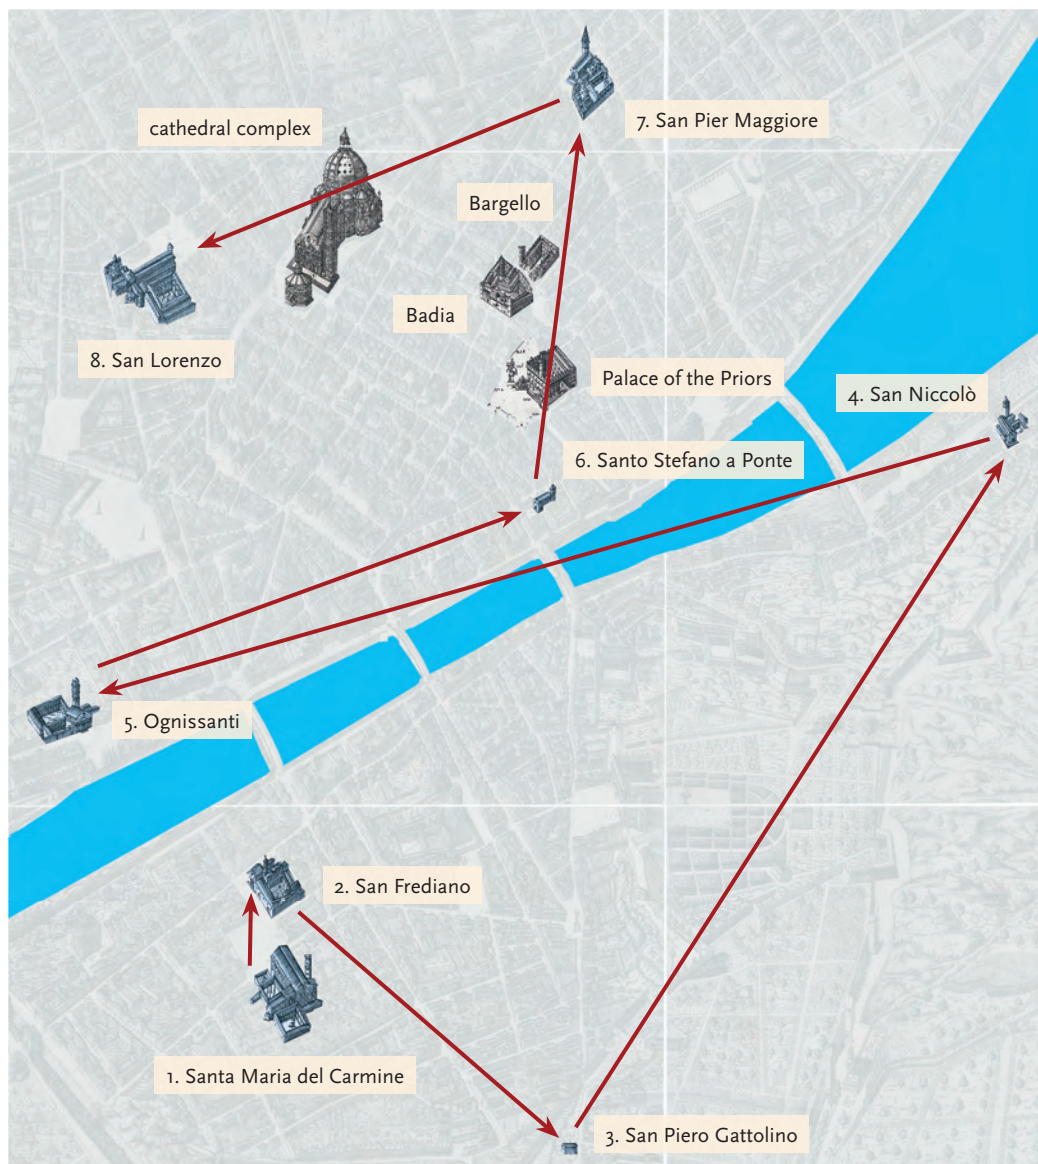 7. San Pier Maggiore
cathedral complex
Bargello
Badia
8. San Lorenzo
Palace of the Priors
4. San Niccolò
6. Santo Stefano a Ponte
5. Ognissanti
2. San Frediano
1. Santa Maria del Carmine
3. San Piero Gattolino